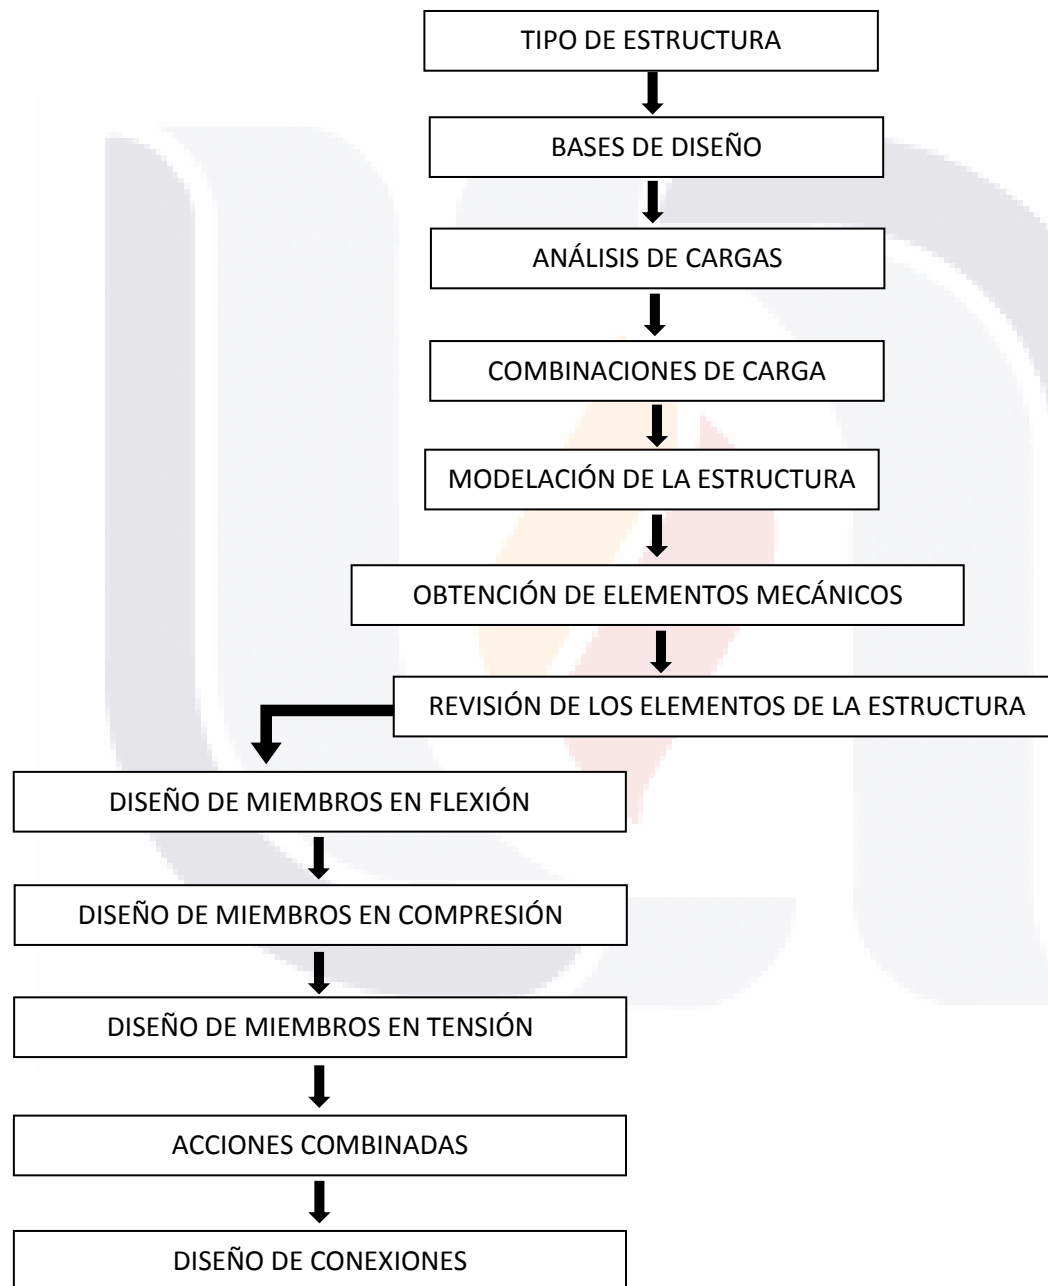 TIPO DE ESTRUCTURA
BASES DE DISEÑO
ANÁLISIS DE CARGAS
COMBINACIONES DE CARGA
MODELACIÓN DE LA ESTRUCTURA
OBTENCIÓN DE ELEMENTOS MECÁNICOS
REVISIÓN DE LOS ELEMENTOS DE LA ESTRUCTURA
DISEÑO DE MIEMBROS EN FLEXIÓN
DISEÑO DE MIEMBROS EN COMPRESIÓN
DISEÑO DE MIEMBROS EN TENSIÓN
ACCIONES COMBINADAS
DISEÑO DE CONEXIONES